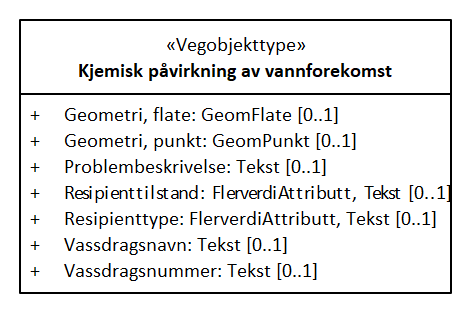 «Vegobjekttype»
Kjemisk påvirkning av vannforekomst
+ Geometri, flate: GeomFlate [0..1]
+ Geometri, punkt: GeomPunkt [0..1]
+ Problembeskrivelse: Tekst [0..1]
+ Resipienttilstand: FlerverdiAttributt, Tekst [0..1]
+ Resipienttype: FlerverdiAttributt, Tekst [0..1]
+ Vassdragsnavn: Tekst [0..1]
+ Vassdragsnummer: Tekst [0..1]